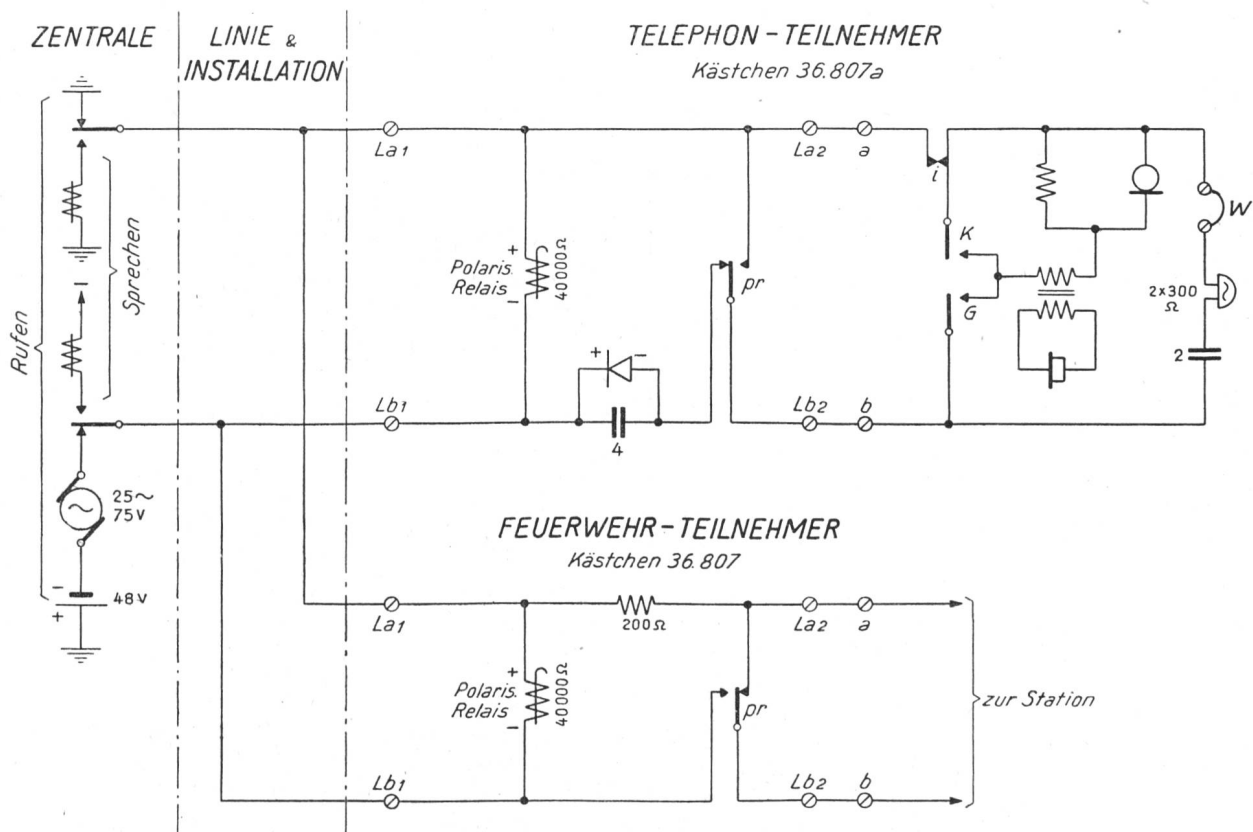 ZENTRALE
LINIE &
INSTALLATION
TELEPHON-TEILNEHMER
Kästchen 36.807a
Rufen
Sprechen
La1
La2
a
i
K
G
W
Polaris.
Relais
+
-
40000Ω
pr
+
-
4
2x300
Ω
2
Lb1
Lb2
b
25~
75V
-
+
48V
-
FEUERWEHR-TEILNEHMER
Kästchen 36.807
La1
200Ω
La2
a
Polaris.
Relais
+
-
40000Ω
pr
zur Station
Lb1
Lb2
b